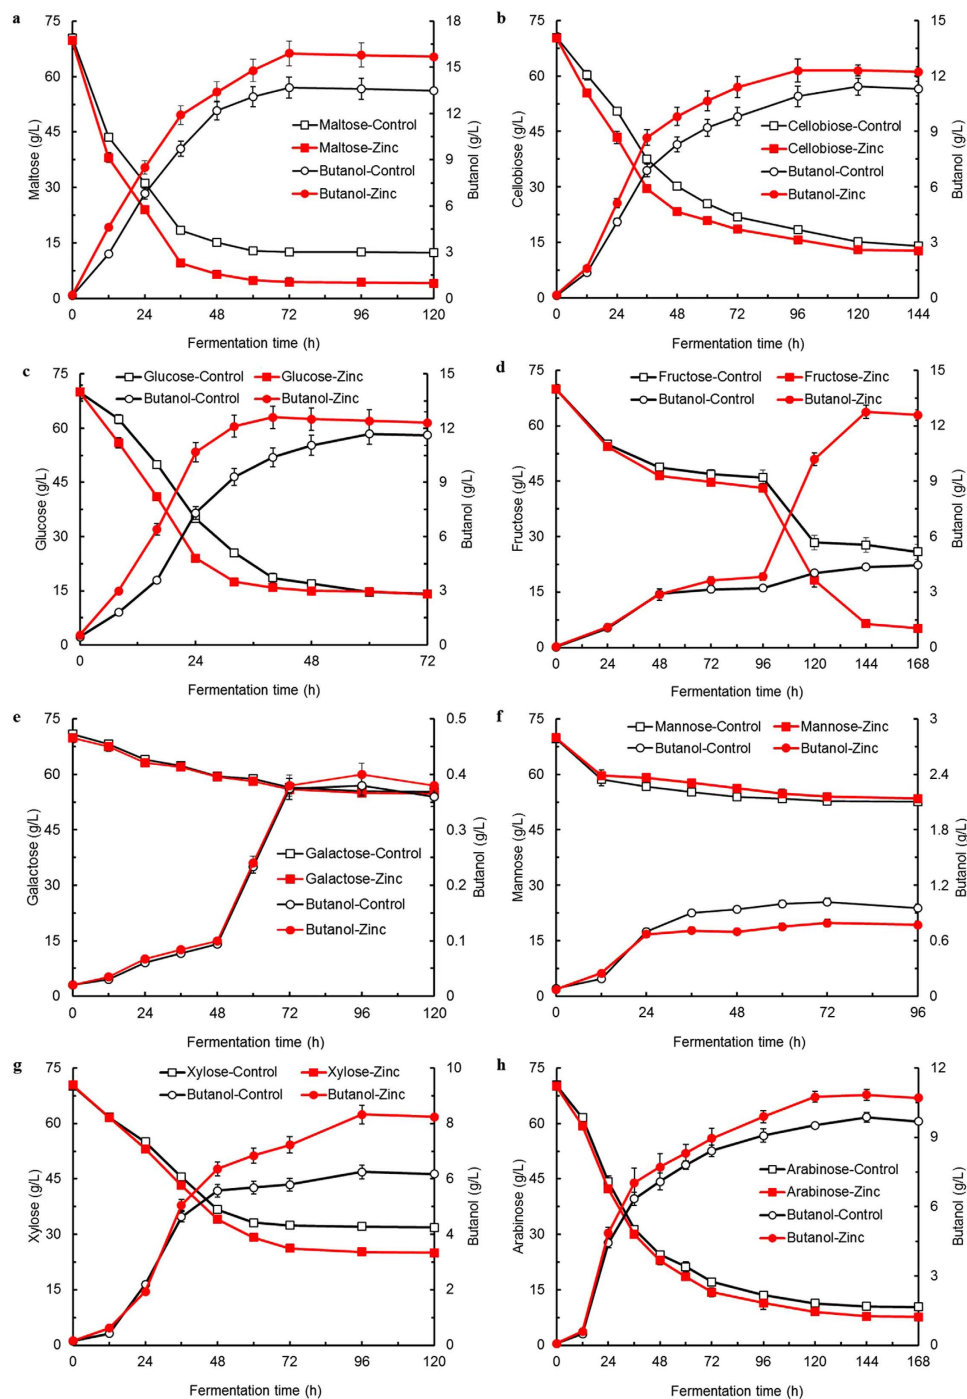 a
75
60
45
30
15
0
Maltose (g/L)
18
15
12
9
6
3
0
Butanol (g/L)
Maltose-Control
Maltose-Zinc
Butanol-Control
Butanol-Zinc
0 24 48 72 96 120
Fermentation time (h)
b
75
60
45
30
15
0
Cellobiose (g/L)
15
12
9
6
3
0
Butanol (g/L)
Cellobiose-Control
Cellobiose-Zinc
Butanol-Control
Butanol-Zinc
0 24 48 72 96 120 144
Fermentation time (h)
c
75
60
45
30
15
0
Glucose (g/L)
15
12
9
6
3
0
Butanol (g/L)
Glucose-Control Glucose-Zinc
Butanol-Control Butanol-Zinc
0 24 48 72
Fermentation time (h)
d
75
60
45
30
15
0
Fructose (g/L)
15
12
9
6
3
0
Butanol (g/L)
Fructose-Control Fructose-Zinc
Butanol-Control Butanol-Zinc
0 24 48 72 96 120 144 168
Fermentation time (h)
e
75
60
45
30
15
0
Galactose (g/L)
0.5
0.4
0.3
0.2
0.1
0
Butanol (g/L)
Galactose-Control
Galactose-Zinc
Butanol-Control
Butanol-Zinc
0 24 48 72 96 120
Fermentation time (h)
f
75
60
45
30
15
0
Mannose (g/L)
3
2.4
1.8
1.2
0.6
0
Butanol (g/L)
Mannose-Control Mannose-Zinc
Butanol-Control Butanol-Zinc
0 24 48 72 96
Fermentation time (h)
g
75
60
45
30
15
0
Xylose (g/L)
10
8
6
4
2
0
Butanol (g/L)
Xylose-Control Xylose-Zinc
Butanol-Control Butanol-Zinc
0 24 48 72 96 120
Fermentation time (h)
h
75
60
45
30
15
0
Arabinose (g/L)
12
9
6
3
0
Butanol (g/L)
Arabinose-Control
Arabinose-Zinc
Butanol-Control
Butanol-Zinc
0 24 48 72 96 120 144 168
Fermentation time (h)